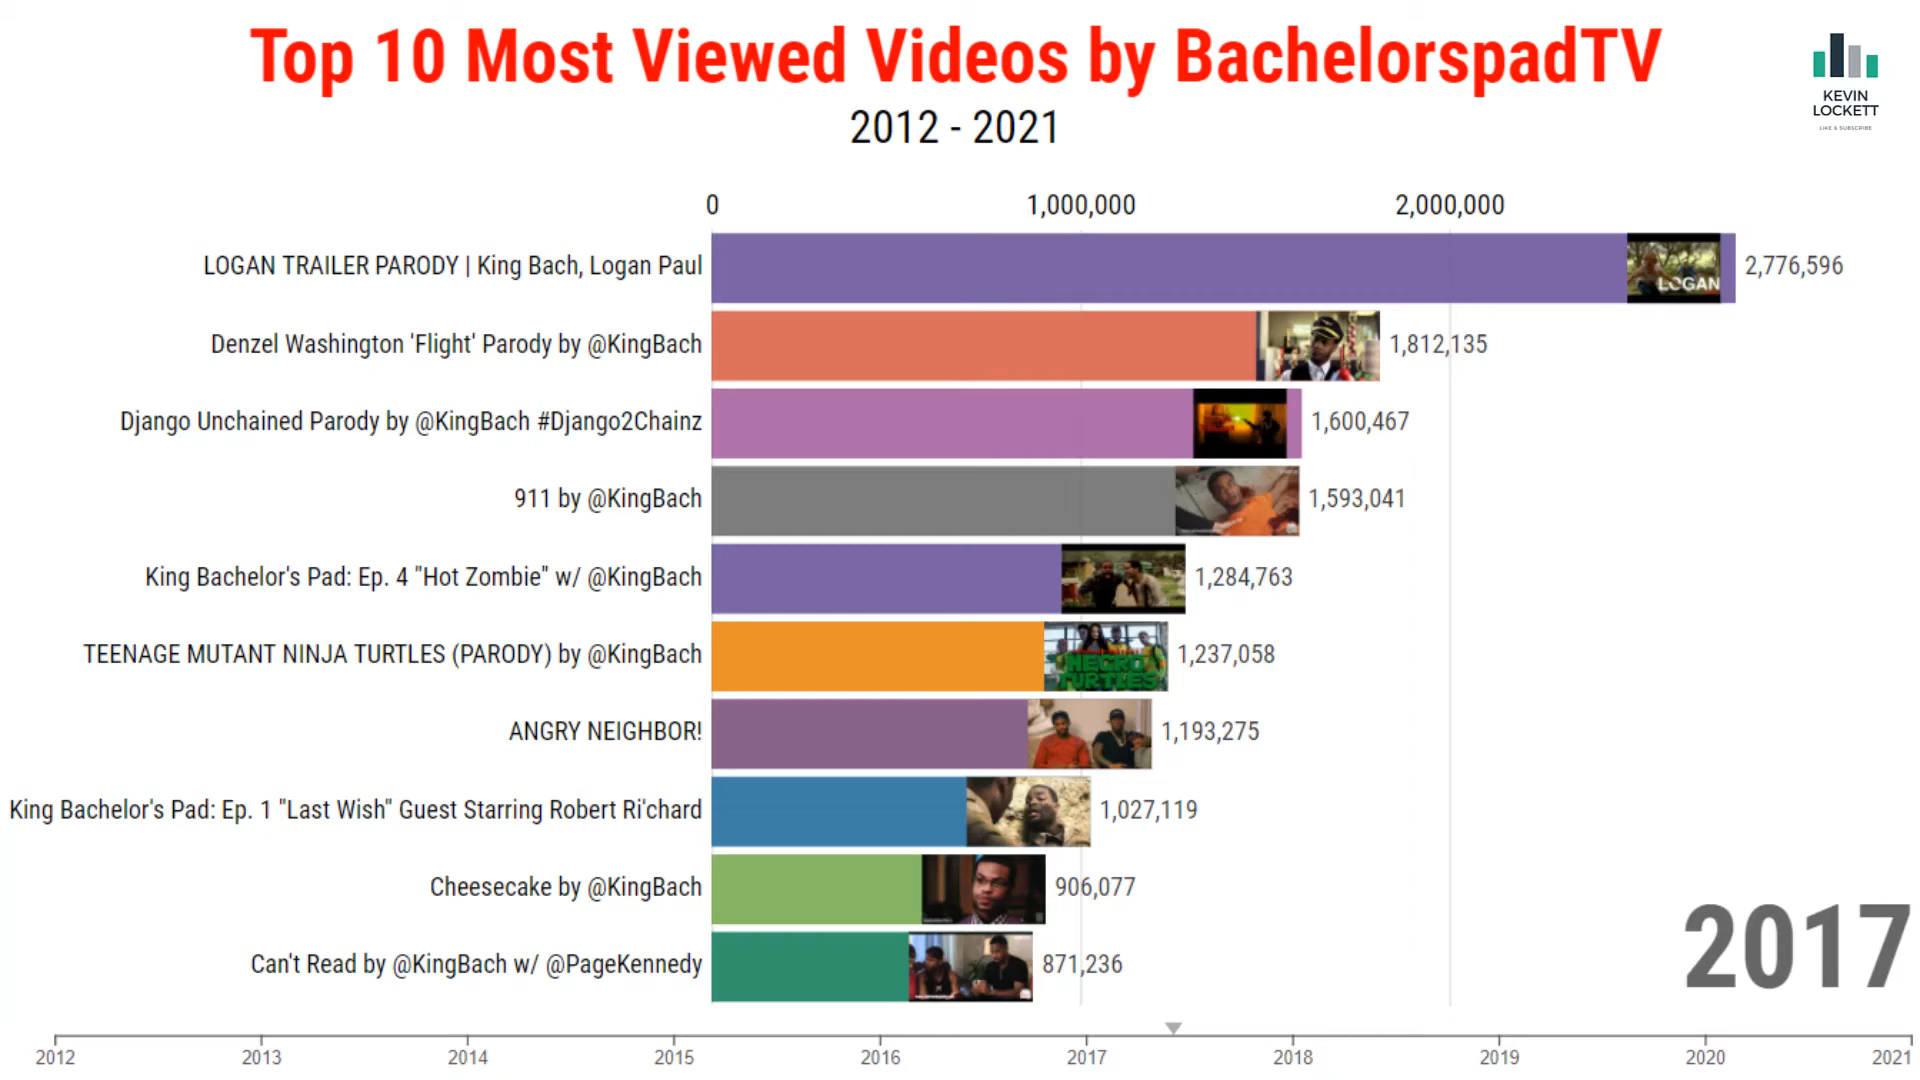 Top 10 Most Viewed Videos by BachelorspadTV
2012 - 2021
KEVIN
LOCKETT
LIKE & SUBSCRIBE
0 1,000,000 2,000,000
LOGAN TRAILER PARODY | King Bach, Logan Paul LOGAN 2,776,596
Denzel Washington 'Flight' Parody by @KingBach 1,812,135
Django Unchained Parody by @KingBach #Django2Chainz 1,600,467
911 by @KingBach 1,593,041
King Bachelor's Pad: Ep. 4 "Hot Zombie" w/ @KingBach 1,284,763
TEENAGE MUTANT NINJA TURTLES (PARODY) by @KingBach NEGRO TURTLES 1,237,058
ANGRY NEIGHBOR! 1,193,275
King Bachelor's Pad: Ep. 1 "Last Wish" Guest Starring Robert Ri'chard 1,027,119
Cheesecake by @KingBach 906,077
Can't Read by @KingBach w/ @PageKennedy 871,236
2017
2012 2013 2014 2015 2016 2017 2018 2019 2020 2021